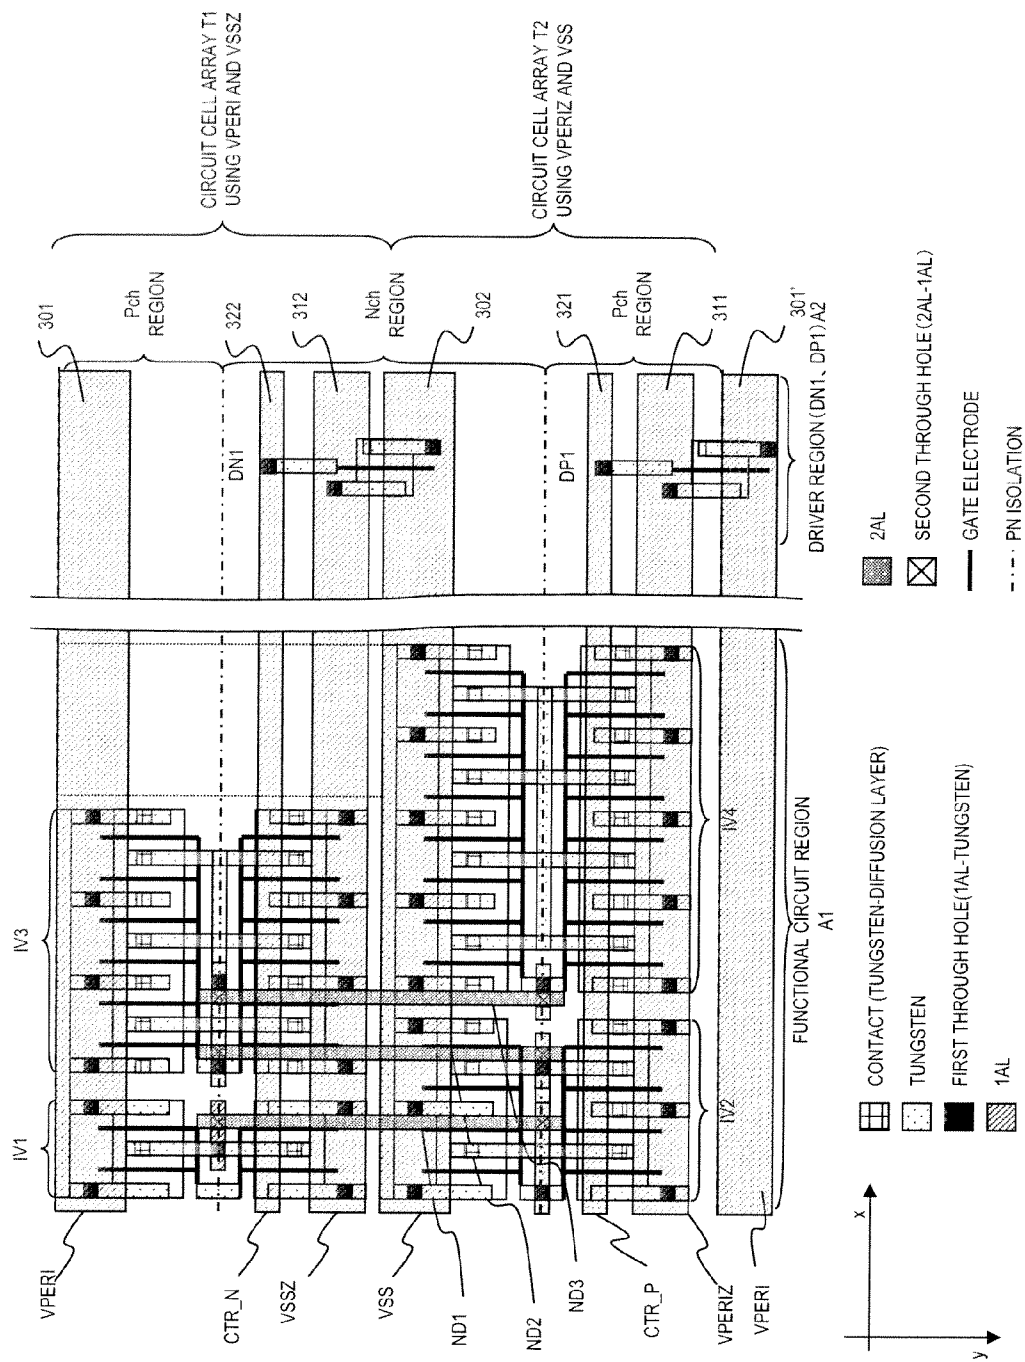 CIRCUIT CELL ARRAY T1
USING VPERI AND VSSZ
CIRCUIT CELL ARRAY T2
USING VPERIZ AND VSS
301
Pch
REGION
322
312
Nch
REGION
302
321
Pch
REGION
311
301'
DN1
DP1
DRIVER REGION (DN1、DP1) A2
IV3
IV1
IV4
IV2
FUNCTIONAL CIRCUIT REGION
A1
VPERI
CTR_N
VSSZ
VSS
ND1
ND2
ND3
CTR_P
VPERIZ
VPERI
x
y
CONTACT (TUNGSTEN-DIFFUSION LAYER)
TUNGSTEN
FIRST THROUGH HOLE(1AL-TUNGSTEN)
1AL
2AL
SECOND THROUGH HOLE (2AL-1AL)
GATE ELECTRODE
PN ISOLATION